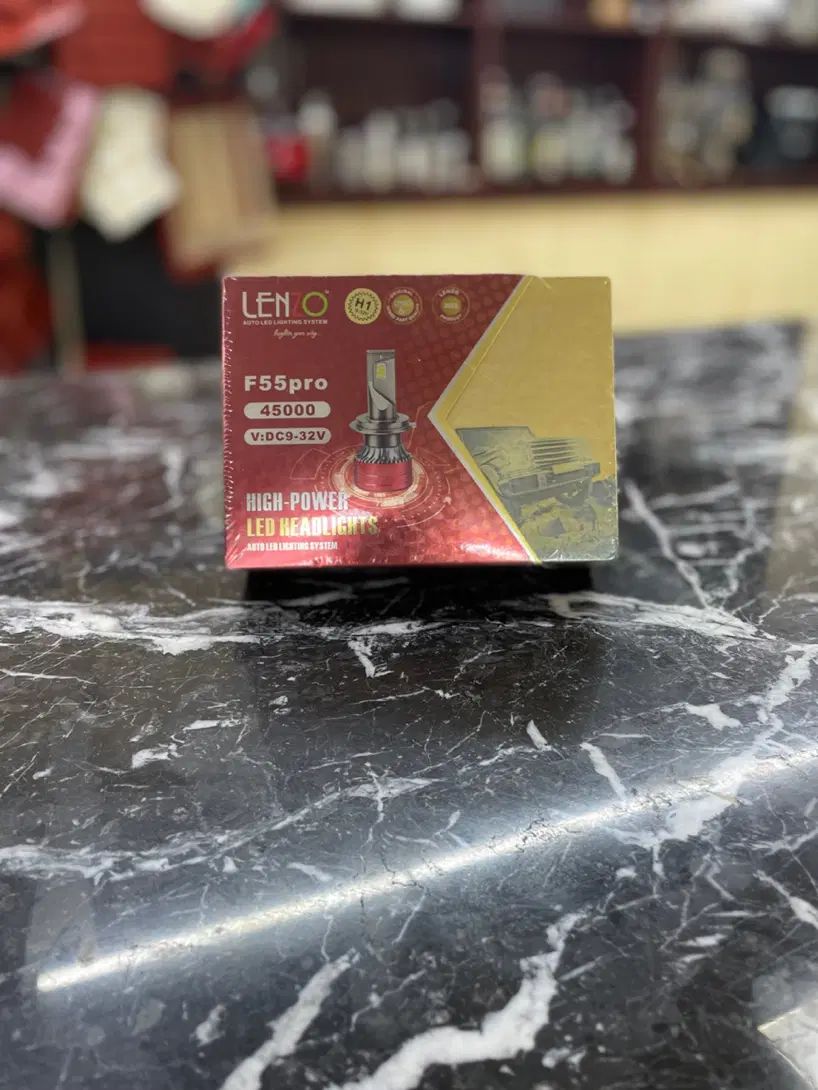 LENZO
AUTO LED LIGHTING SYSTEM
H1
F55pro
45000
V:DC9-32V
HIGH-POWER
LED HEADLIGHTS
AUTO LED LIGHTING SYSTEM